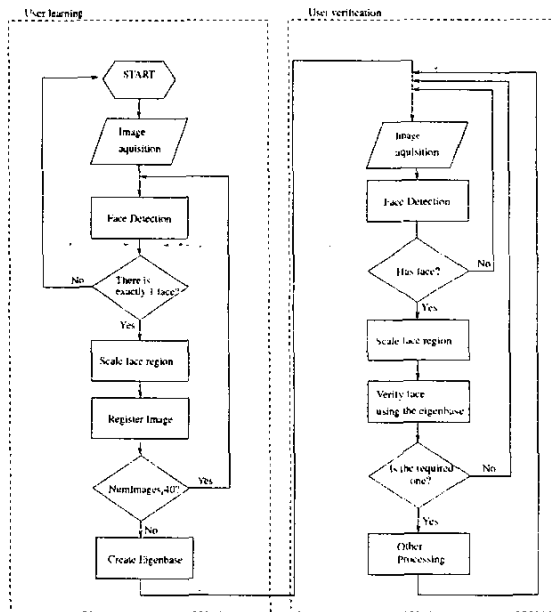 User learning
START
Image
aquisition
Face Detection
There is
exactly 1 face?
No
Yes
Scale face region
Register Image
NumImages,40?
Yes
No
Create Eigenbase
User verification
Image
aquisition
Face Detection
Has face?
No
Yes
Scale face region
Verify face
using the eigenbase
Is the required
one?
No
Yes
Other
Processing